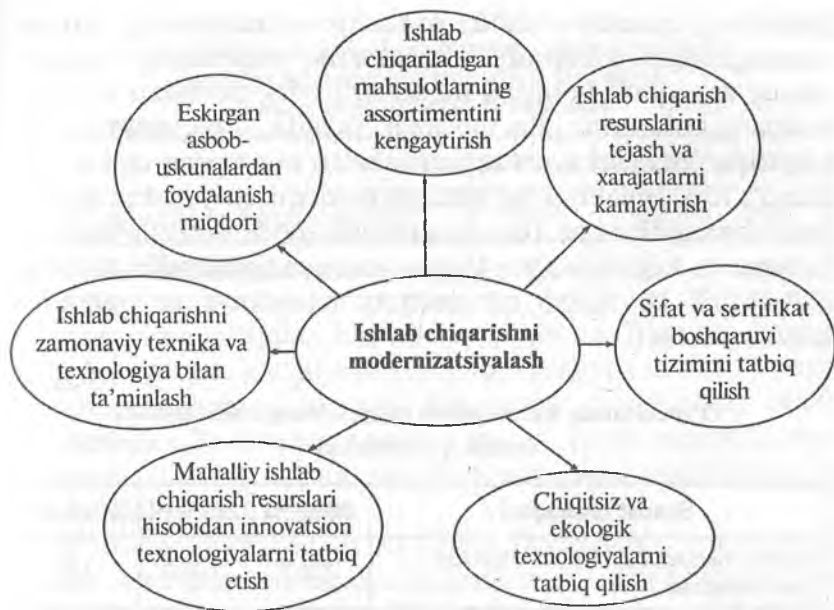 Ishlab
chiqariladigan
mahsulotlarning
assortimentini
kengaytirish
Eskirgan
asbob-
uskunalardan
foydalanish
miqdori
Ishlab chiqarish
resurslarini
tejash va
xarajatlarni
kamaytirish
Ishlab chiqarishni
zamonaviy texnika va
texnologiya bilan
ta’minlash
Ishlab chiqarishni
modernizatsiyalash
Sifat va sertifikat
boshqaruvi
tizimini tatbiq
qilish
Mahalliy ishlab
chiqarish resurslari
hisobidan innovatsion
texnologiyalarni tatbiq
etish
Chiqitsiz va
ekologik
texnologiyalarni
tatbiq qilish